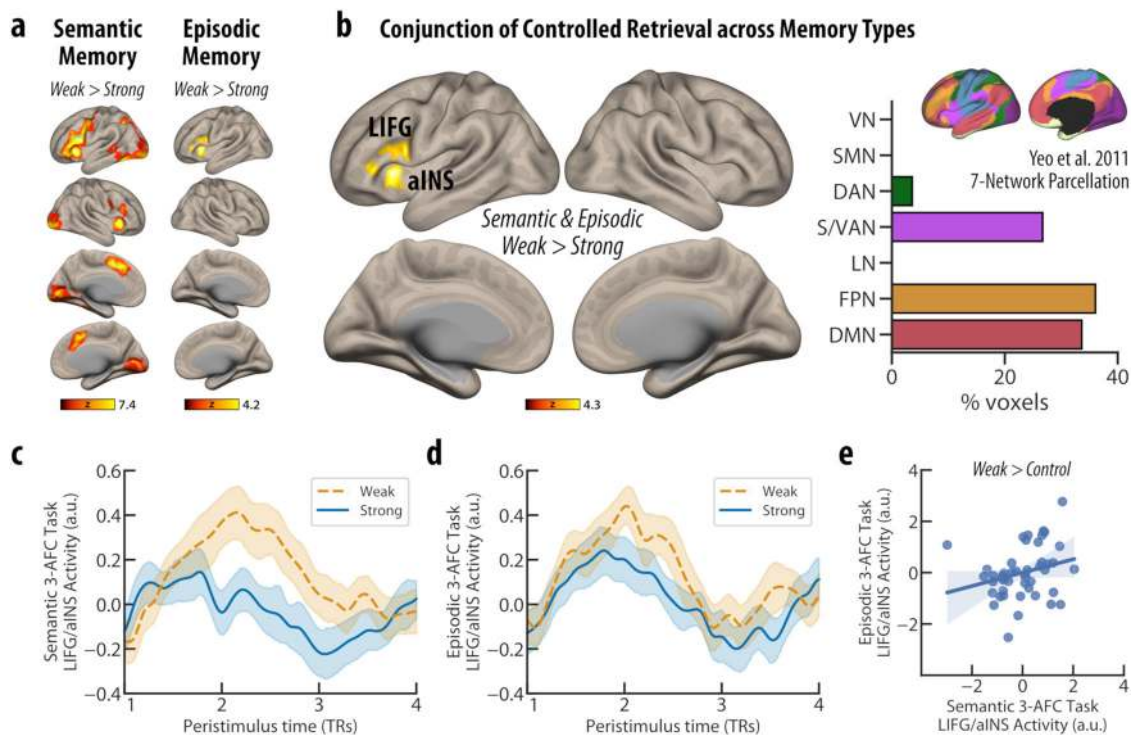 a
Semantic
Memory
Weak > Strong
Episodic
Memory
Weak > Strong
z 7.4
z 4.2
b Conjunction of Controlled Retrieval across Memory Types
LIFG
aINS
Semantic & Episodic
Weak > Strong
4.3
Yeo et al. 2011
7-Network Parcellation
VN
SMN
DAN
S/VAN
LN
FPN
DMN
0 20 40
% voxels
c
Semantic 3-AFC Task
LIFG/aINS Activity (a.u.)
0.6
0.4
0.2
0.0
−0.2
−0.4
Weak
Strong
1 2 3 4
Peristimulus time (TRs)
d
Episodic 3-AFC Task
LIFG/aINS Activity (a.u.)
0.6
0.4
0.2
0.0
−0.2
−0.4
Weak
Strong
1 2 3 4
Peristimulus time (TRs)
e
Weak > Control
Episodic 3-AFC Task
LIFG/aINS Activity (a.u.)
4
2
0
−2
−2 0 2 4
Semantic 3-AFC Task
LIFG/aINS Activity (a.u.)